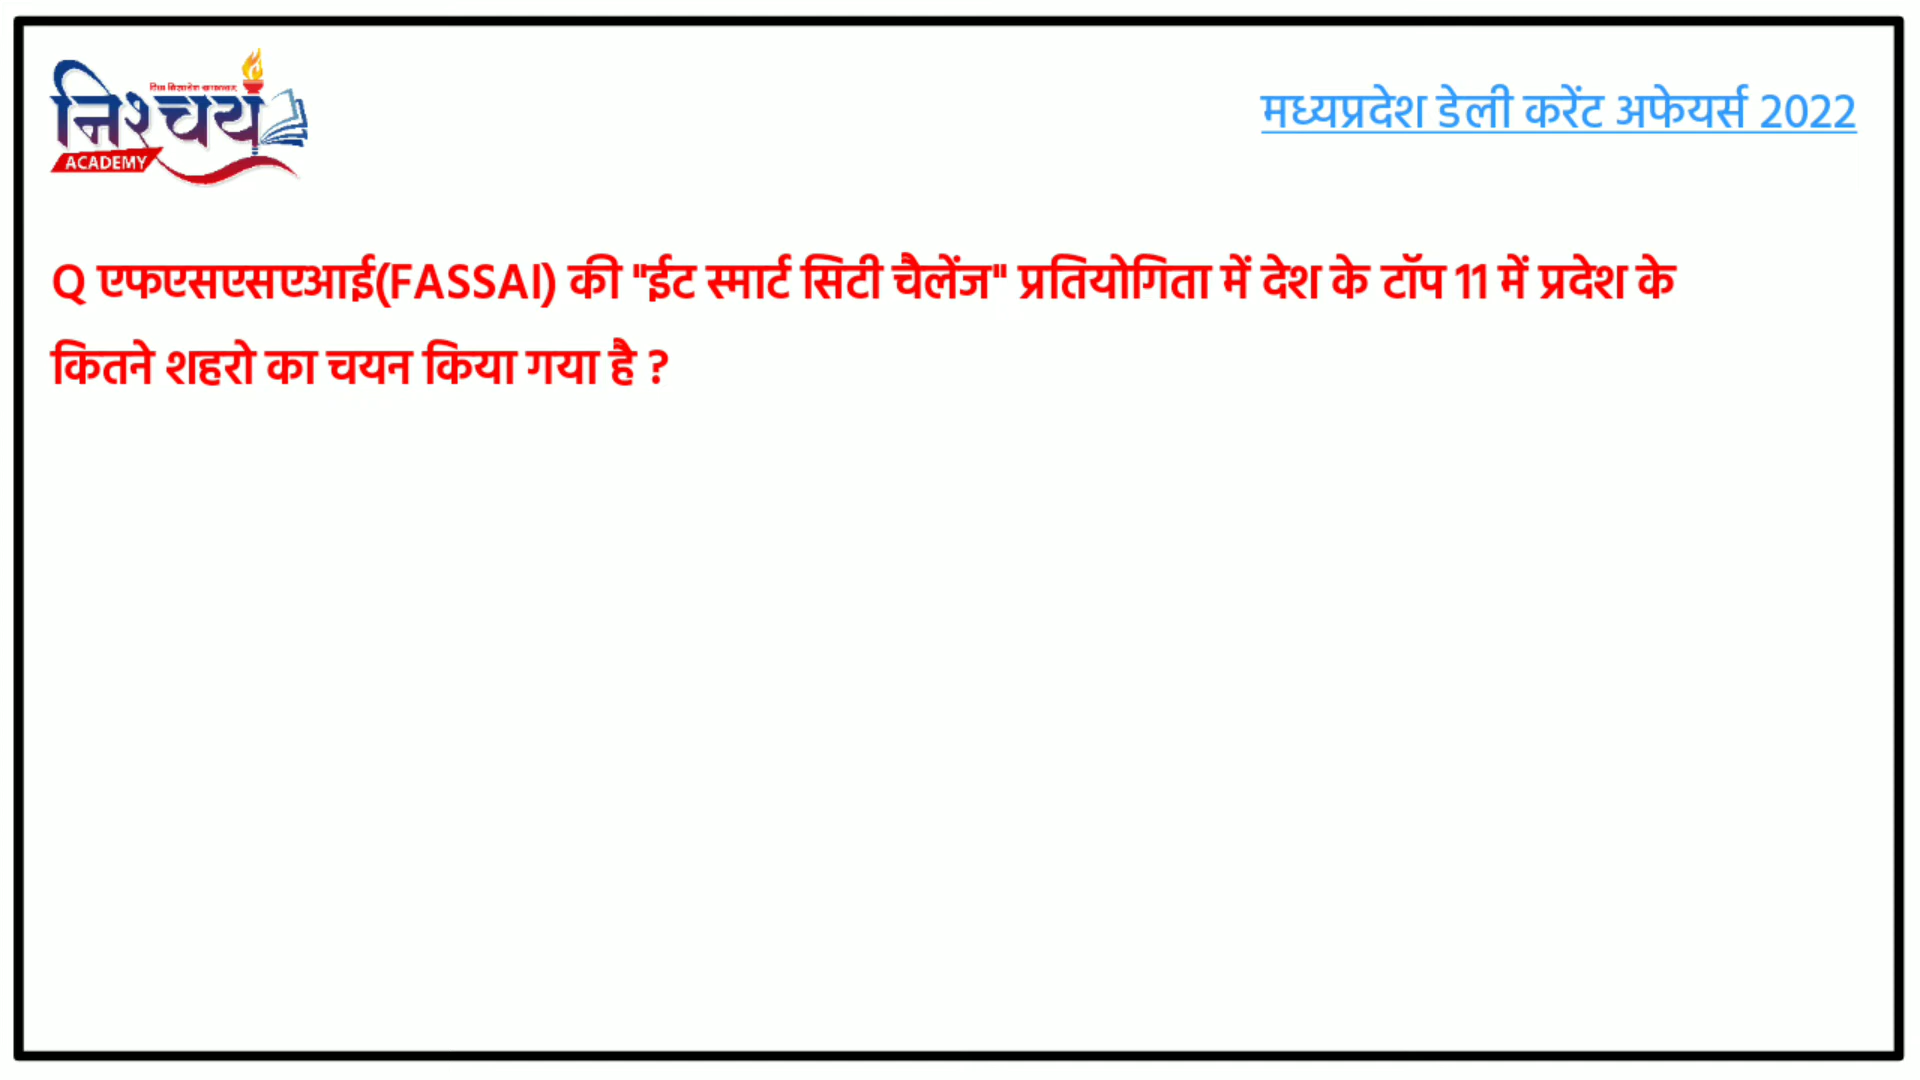 निश्चय
ACADEMY
मध्यप्रदेश डेली करेंट अफेयर्स 2022
Q एफएसएसएआई(FASSAI) की "ईट स्मार्ट सिटी चैलेंज" प्रतियोगिता में देश के टॉप 11 में प्रदेश के
कितने शहरो का चयन किया गया है ?